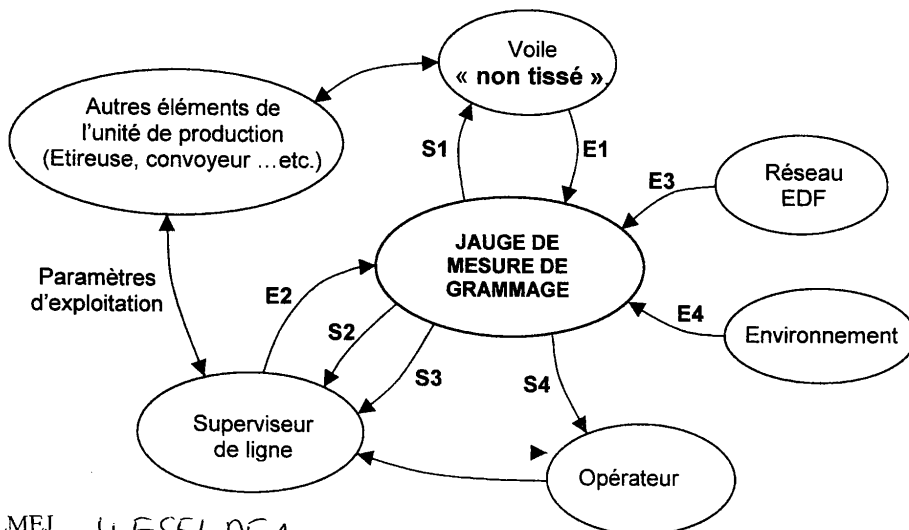 Voile
« non tissé »
Autres éléments de
l'unité de production
(Etireuse, convoyeur ...etc.)
S1
E1
E3
Réseau
EDF
JAUGE DE
MESURE DE
GRAMMAGE
Paramètres
d'exploitation
E2
S2
S3
E4
Environnement
S4
Superviseur
de ligne
Opérateur